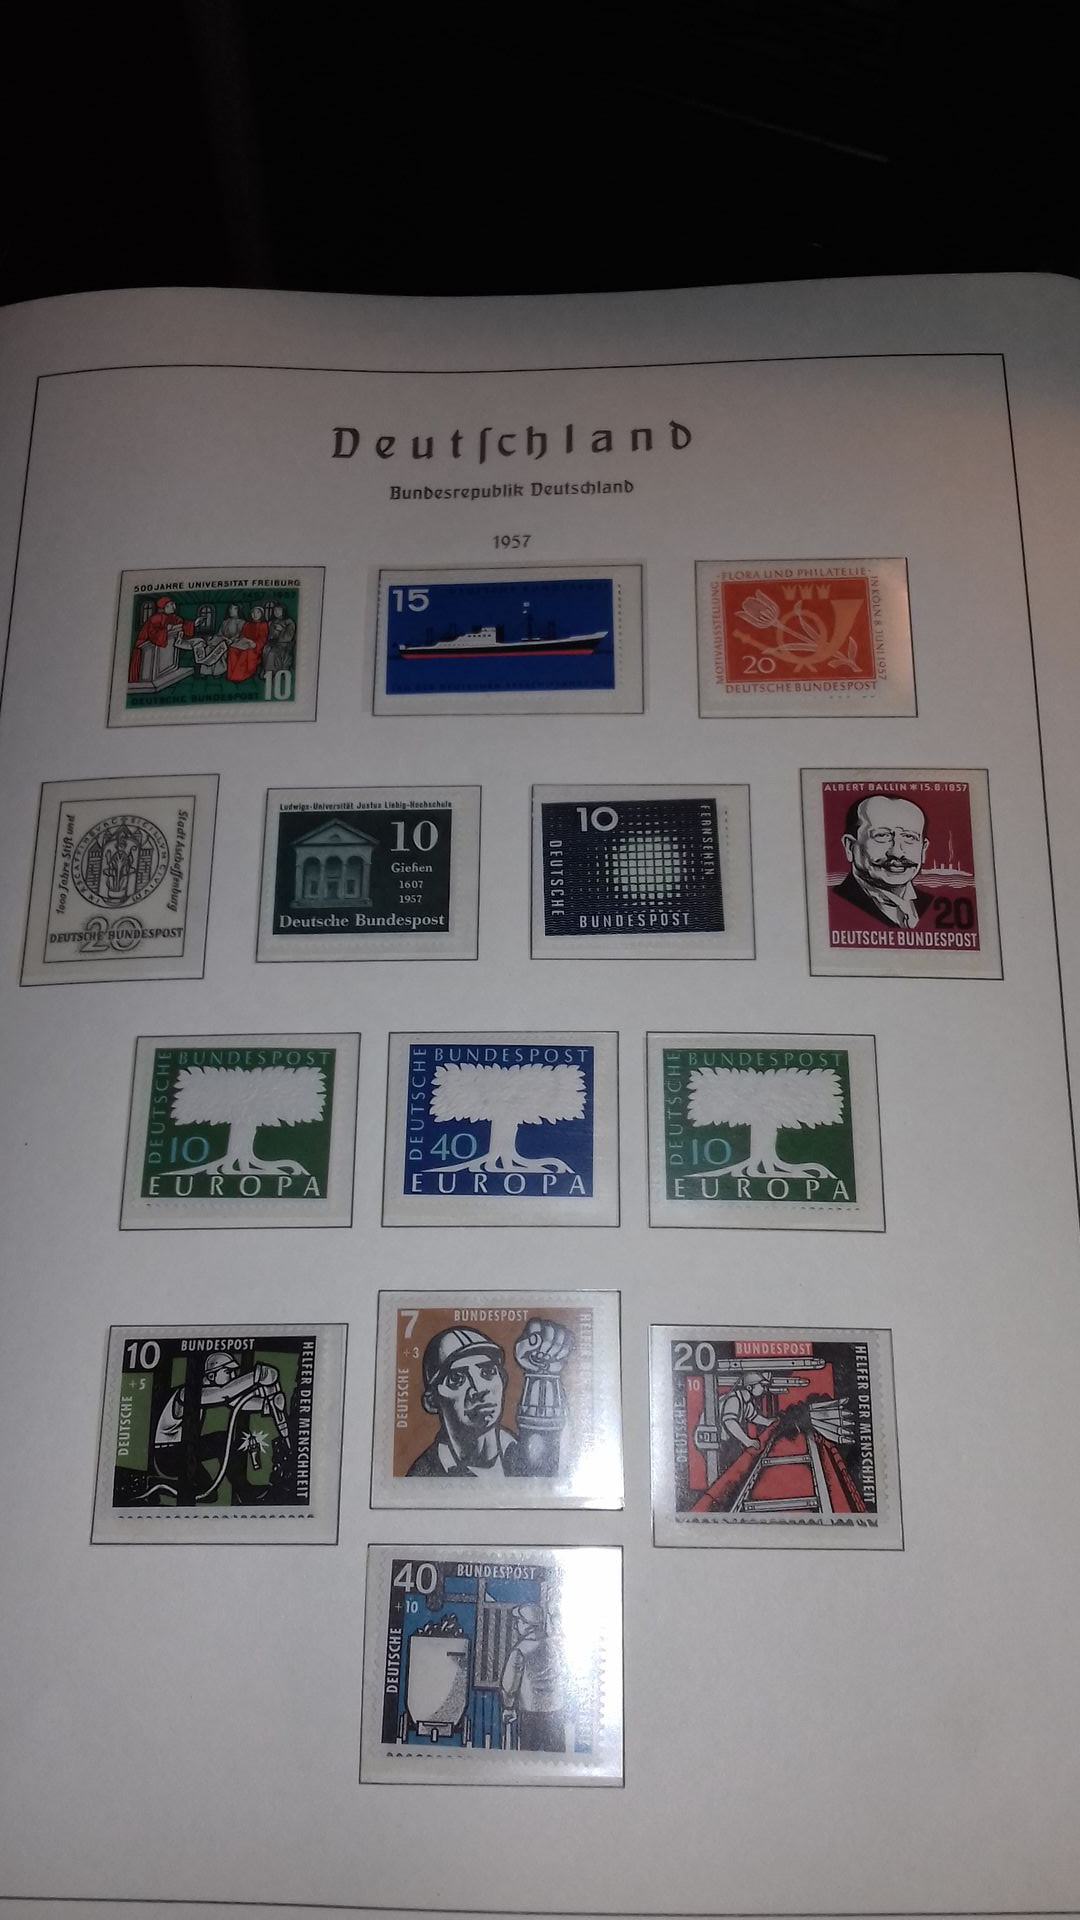 Deutſchland
Bundesrepublik Deutschland
1957
500 JAHRE UNIVERSITÄT FREIBURG
1457-1957
DEUTSCHE BUNDESPOST
10
15
DEUTSCHE BUNDESPOST
FLORA UND PHILATELIE
MOTIVAUSSTELLUNG
IN KÖLN 8. JUNI 1957
20
DEUTSCHE BUNDESPOST
1000 Jahre Stift und
Stadt Aschaffenburg
20
DEUTSCHE BUNDESPOST
Ludwigs-Universität Justus Liebig-Hochschule
10
Gießen
1607
1957
Deutsche Bundespost
10
FERNSEHEN
DEUTSCHE
BUNDESPOST
ALBERT BALLIN * 15.8.1857
20
DEUTSCHE BUNDESPOST
DEUTSCHE BUNDESPOST
10
EUROPA
DEUTSCHE BUNDESPOST
40
EUROPA
DEUTSCHE BUNDESPOST
10
EUROPA
10
+5
DEUTSCHE
BUNDESPOST
HELFER DER MENSCHHEIT
7
+3
DEUTSCHE
BUNDESPOST
20
+10
DEUTSCHE
BUNDESPOST
HELFER DER MENSCHHEIT
40
+10
DEUTSCHE
BUNDESPOST